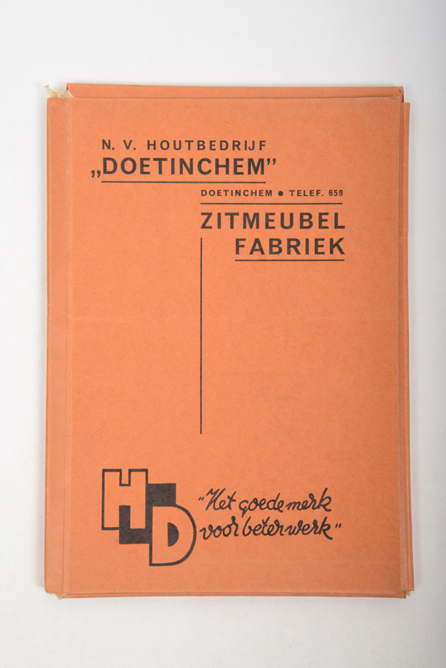 N. V. HOUTBEDRIJF
„DOETINCHEM”
DOETINCHEM ● TELEF. 659
ZITMEUBEL
FABRIEK
HD
“Het goede merk
voor beter werk”